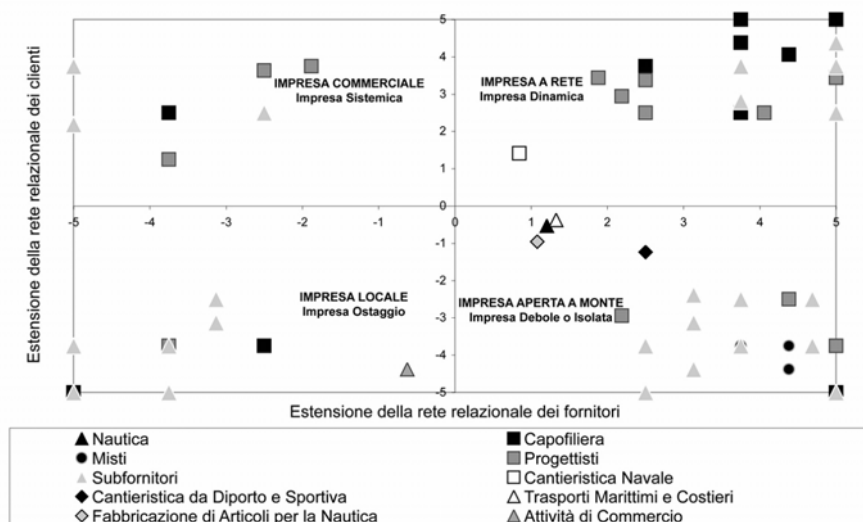 Estensione della rete relazionale dei clienti
5
4
3
2
1
0
-1
-2
-3
-4
-5
-5 -4 -3 -2 -1 0 1 2 3 4 5
IMPRESA COMMERCIALE
Impresa Sistemica
IMPRESA A RETE
Impresa Dinamica
IMPRESA LOCALE
Impresa Ostaggio
IMPRESA APERTA A MONTE
Impresa Debole o Isolata
Estensione della rete relazionale dei fornitori
Nautica
Misti
Subfornitori
Cantieristica da Diporto e Sportiva
Fabbricazione di Articoli per la Nautica
Capofiliera
Progettisti
Cantieristica Navale
Trasporti Marittimi e Costieri
Attività di Commercio